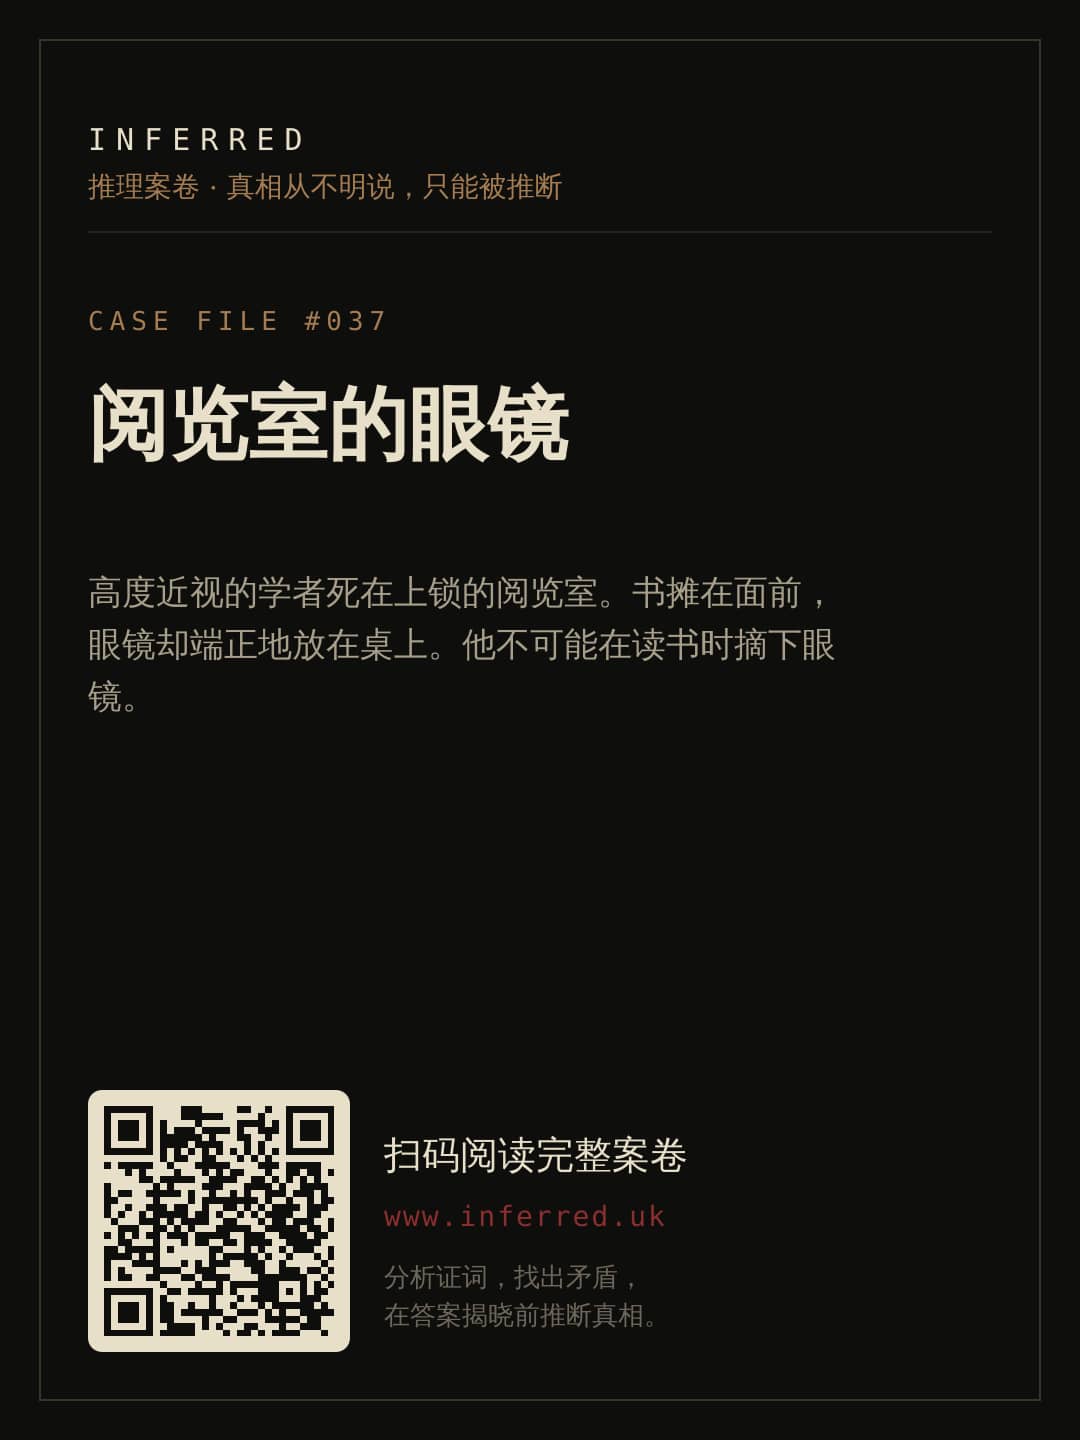 INFERRED
推理案卷 · 真相从不明说，只能被推断
CASE FILE #037
阅览室的眼镜
高度近视的学者死在上锁的阅览室。书摊在面前，
眼镜却端正地放在桌上。他不可能在读书时摘下眼
镜。
扫码阅读完整案卷
www.inferred.uk
分析证词，找出矛盾，
在答案揭晓前推断真相。